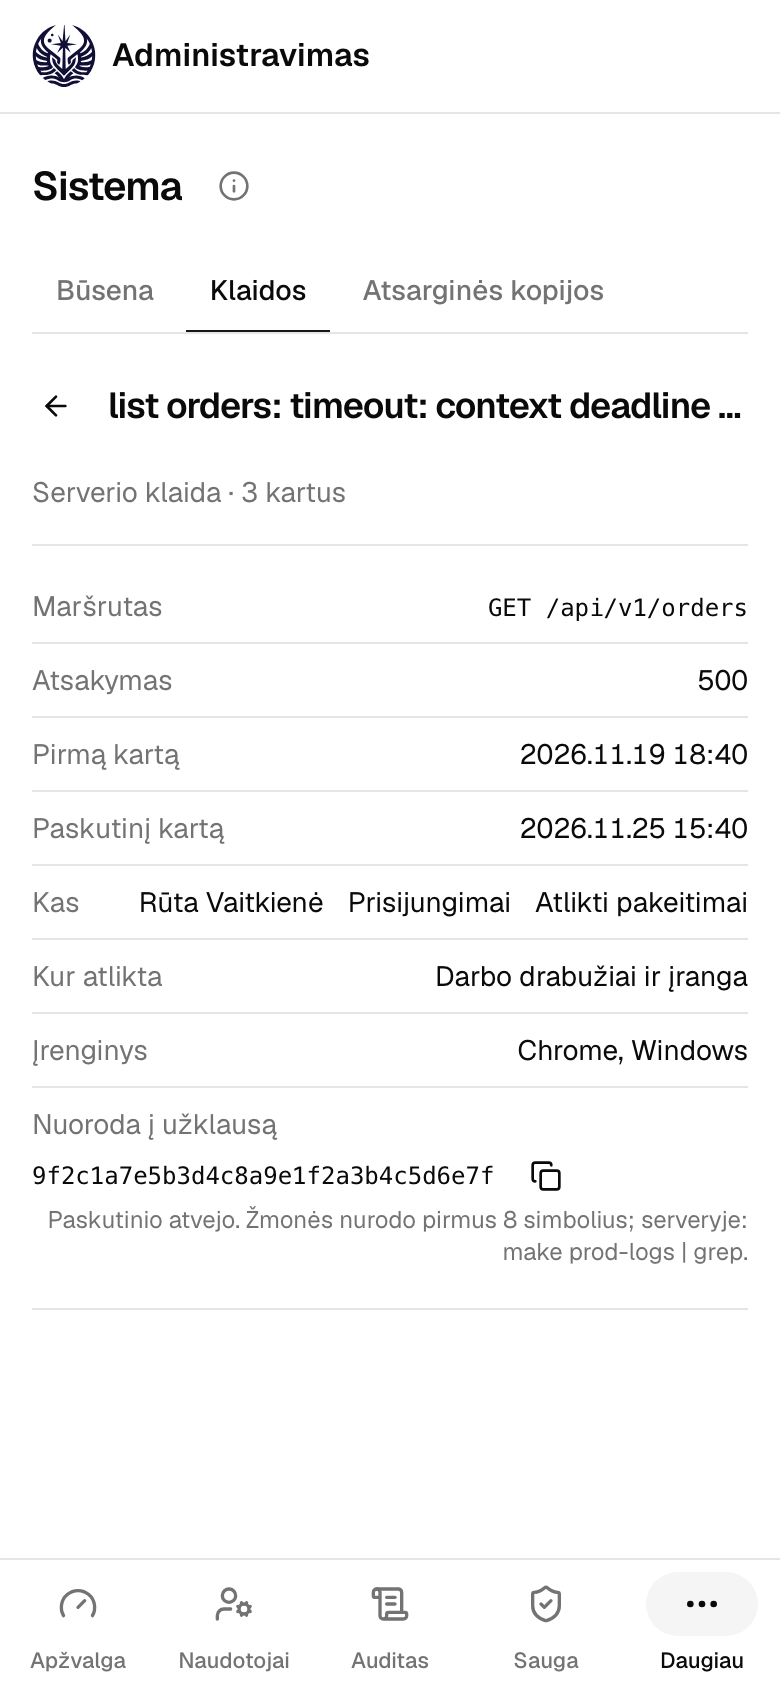 Administravimas
Sistema
Būsena Klaidos Atsarginės kopijos
list orders: timeout: context deadline ...
Serverio klaida · 3 kartus
Maršrutas GET /api/v1/orders
Atsakymas 500
Pirmą kartą 2026.11.19 18:40
Paskutinį kartą 2026.11.25 15:40
Kas Rūta Vaitkienė Prisijungimai Atlikti pakeitimai
Kur atlikta Darbo drabužiai ir įranga
Įrenginys Chrome, Windows
Nuoroda į užklausą
9f2c1a7e5b3d4c8a9e1f2a3b4c5d6e7f
Paskutinio atvejo. Žmonės nurodo pirmus 8 simbolius; serveryje:
make prod-logs | grep.
Apžvalga Naudotojai Auditas Sauga Daugiau